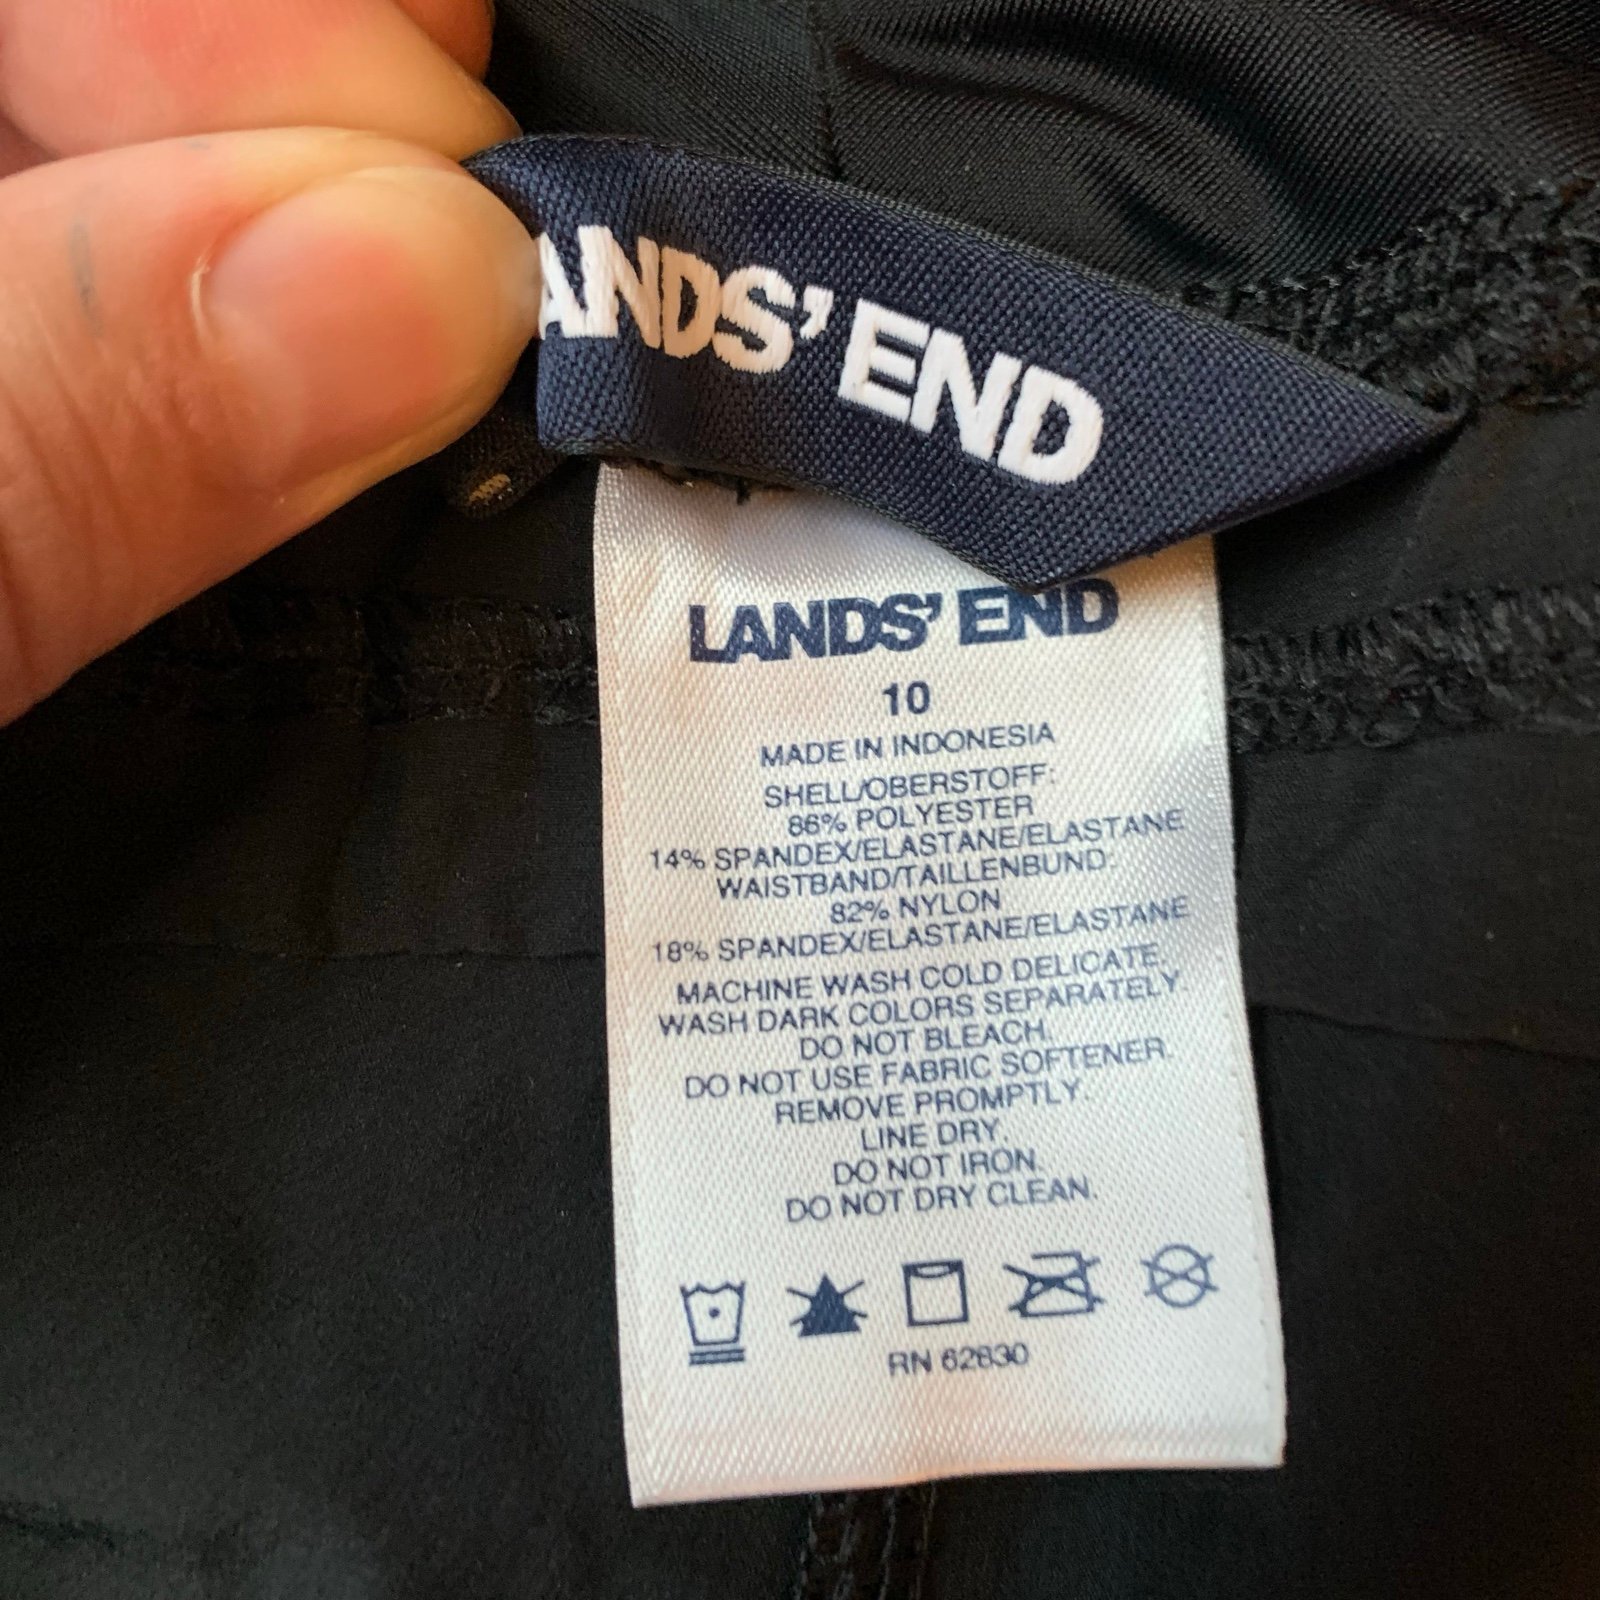 LANDS' END
LANDS' END
10
MADE IN INDONESIA
SHELL/OBERSTOFF:
86% POLYESTER
14% SPANDEX/ELASTANE/ELASTANE
WAISTBAND/TAILLENBUND:
82% NYLON
18% SPANDEX/ELASTANE/ELASTANE
MACHINE WASH COLD DELICATE.
WASH DARK COLORS SEPARATELY.
DO NOT BLEACH.
DO NOT USE FABRIC SOFTENER.
REMOVE PROMPTLY.
LINE DRY.
DO NOT IRON.
DO NOT DRY CLEAN.
RN 62830